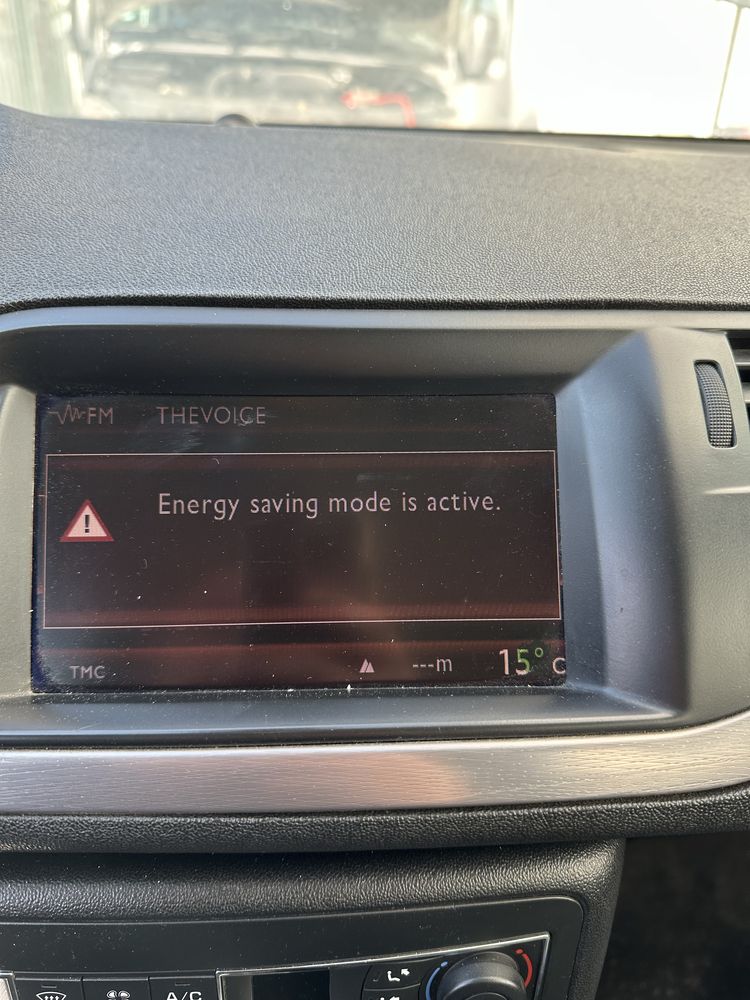 FM THEVOICE
Energy saving mode is active.
!
TMC ---m 15° C
A/C